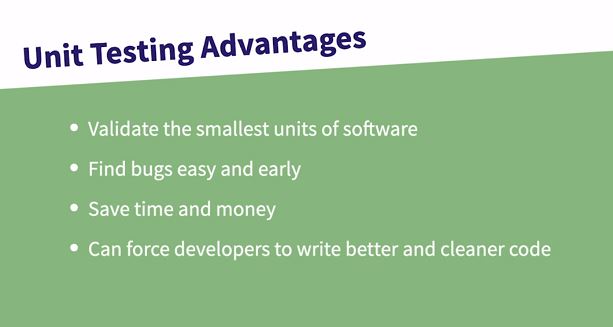 Unit Testing Advantages
• Validate the smallest units of software
• Find bugs easy and early
• Save time and money
• Can force developers to write better and cleaner code